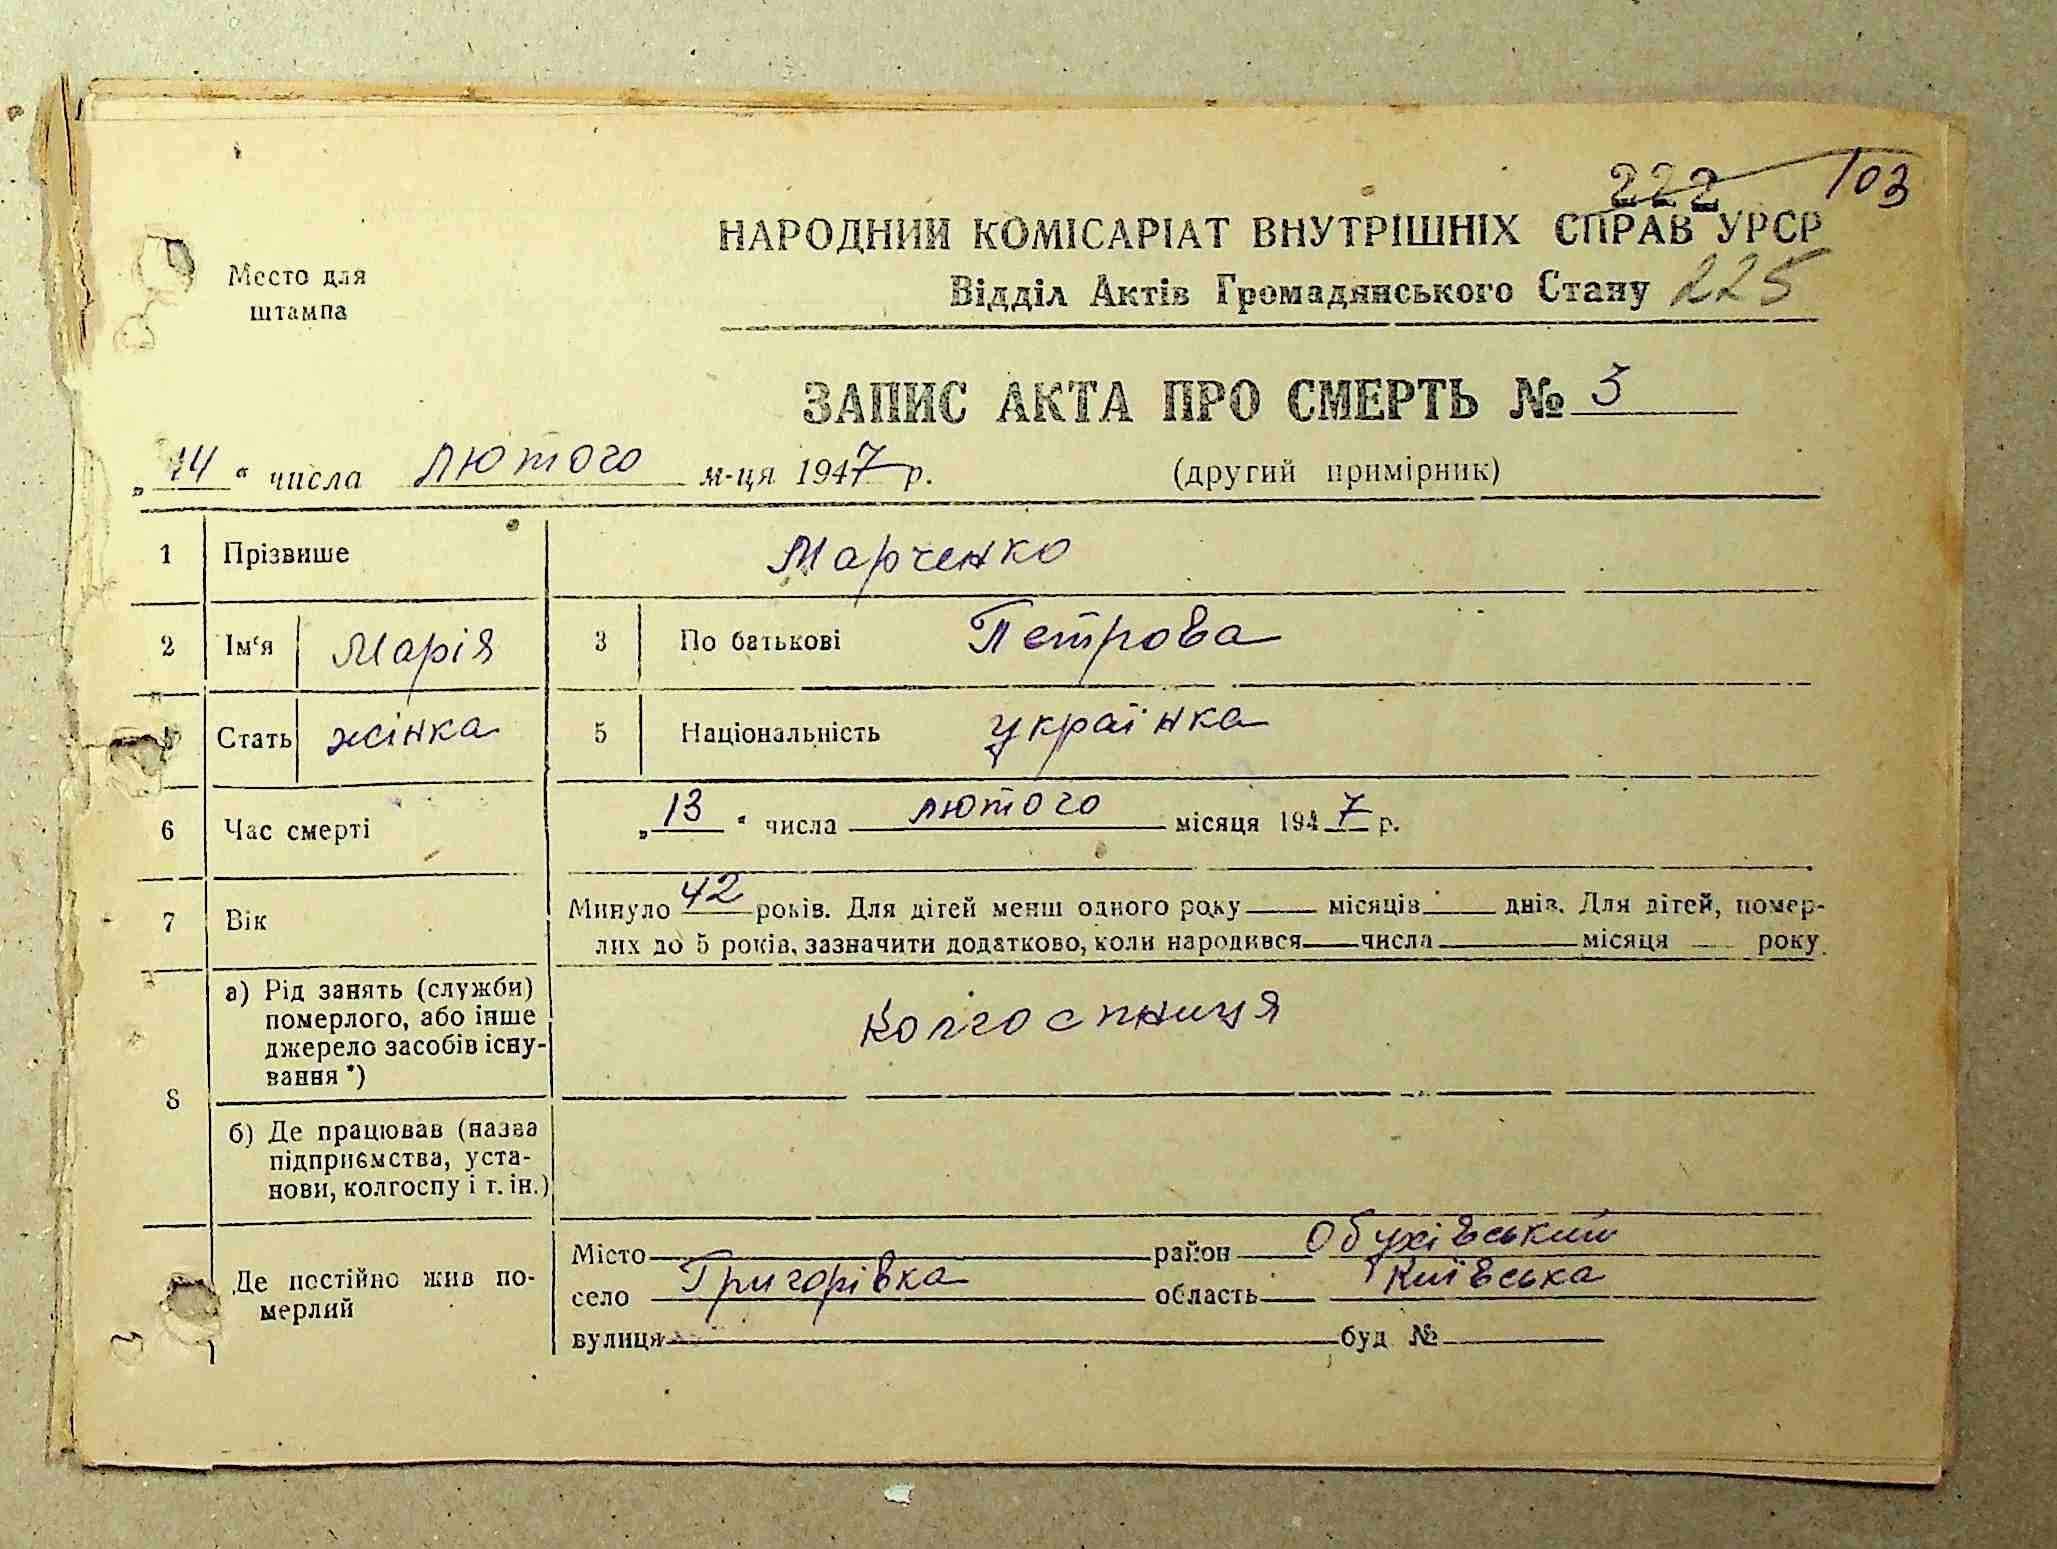 222 103
НАРОДНИЙ КОМІСАРІАТ ВНУТРІШНІХ СПРАВ УРСР
Место для штампа
Відділ Актів Громадянського Стану 225
ЗАПИС АКТА ПРО СМЕРТЬ №
„14“ числа лютого м-ця 1947 р. (другий примірник)
1 Прізвише Марченко
2 Ім‘я Марія 3 По батькові Петрова
Стать жінка 5 Національність українка
6 Час смерті „13“ числа лютого місяця 1947 р.
7 Вік Минуло 42 років. Для дітей менш одного року місяців днів. Для дітей, помер-
лих до 5 років, зазначити додатково, коли народився числа місяця року
8 а) Рід занять (служби)
померлого, або інше
джерело засобів існу-
вання *)
колгоспниця
б) Де працював (назва
підприємства, уста-
нови, колгоспу і т. ін.)
Де постійно жив по-
мерлий
Місто район Обухівський
село Григорівка область Київська
вулиця буд №